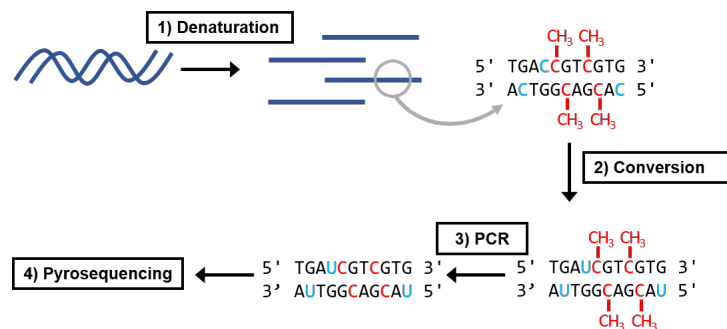 1) Denaturation
CH3 CH3
5' TGACCGTCGTG 3'
3' ACTGGCAGCAC 5'
CH3 CH3
2) Conversion
CH3 CH3
5' TGAUCGTCGTG 3'
3' AUTGGCAGCAU 5'
CH3 CH3
3) PCR
5' TGAUCGTCGTG 3'
3’ AUTGGCAGCAU 5'
4) Pyrosequencing